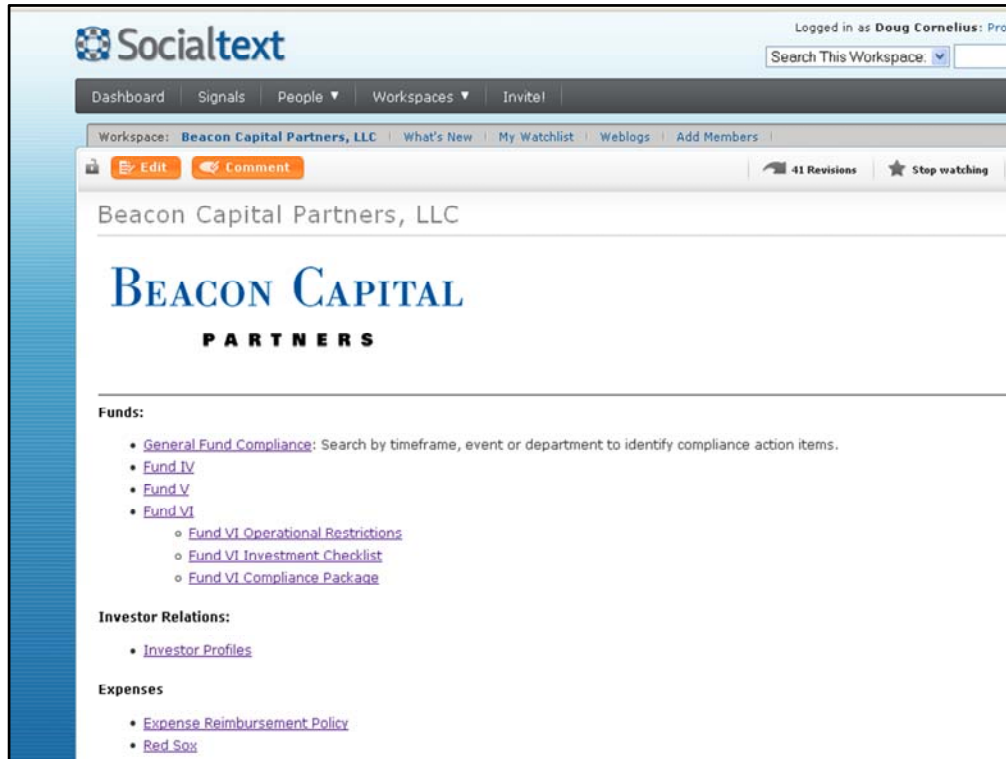 Socialtext
Logged in as Doug Cornelius: Pro
Search This Workspace:
Dashboard Signals People ▼ Workspaces ▼ Invite!
Workspace: Beacon Capital Partners, LLC What's New My Watchlist Weblogs Add Members
Edit Comment 41 Revisions Stop watching
Beacon Capital Partners, LLC
BEACON CAPITAL
PARTNERS
Funds:
• General Fund Compliance: Search by timeframe, event or department to identify compliance action items.
• Fund IV
• Fund V
• Fund VI
○ Fund VI Operational Restrictions
○ Fund VI Investment Checklist
○ Fund VI Compliance Package
Investor Relations:
• Investor Profiles
Expenses
• Expense Reimbursement Policy
• Red Sox